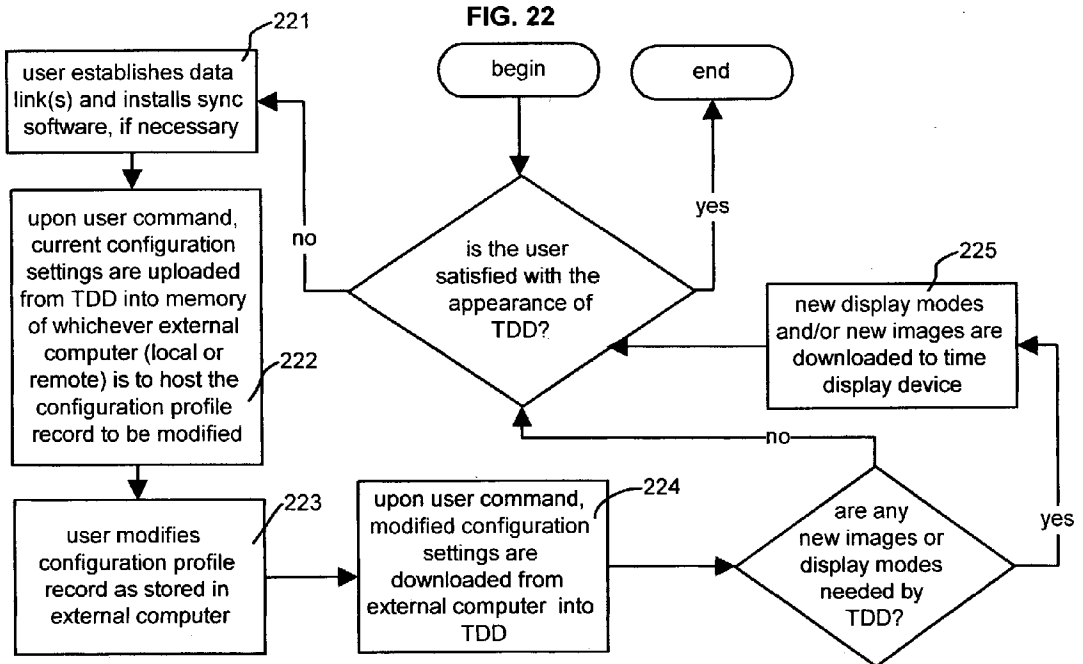 FIG. 22
221
user establishes data
link(s) and installs sync
software, if necessary
begin
end
upon user command,
current configuration
settings are uploaded
from TDD into memory
of whichever external
computer (local or
remote) is to host the
configuration profile
record to be modified
222
no
is the user
satisfied with the
appearance of
TDD?
yes
225
new display modes
and/or new images are
downloaded to time
display device
223
user modifies
configuration profile
record as stored in
external computer
224
upon user command,
modified configuration
settings are
downloaded from
external computer into
TDD
no
are any
new images or
display modes
needed by
TDD?
yes